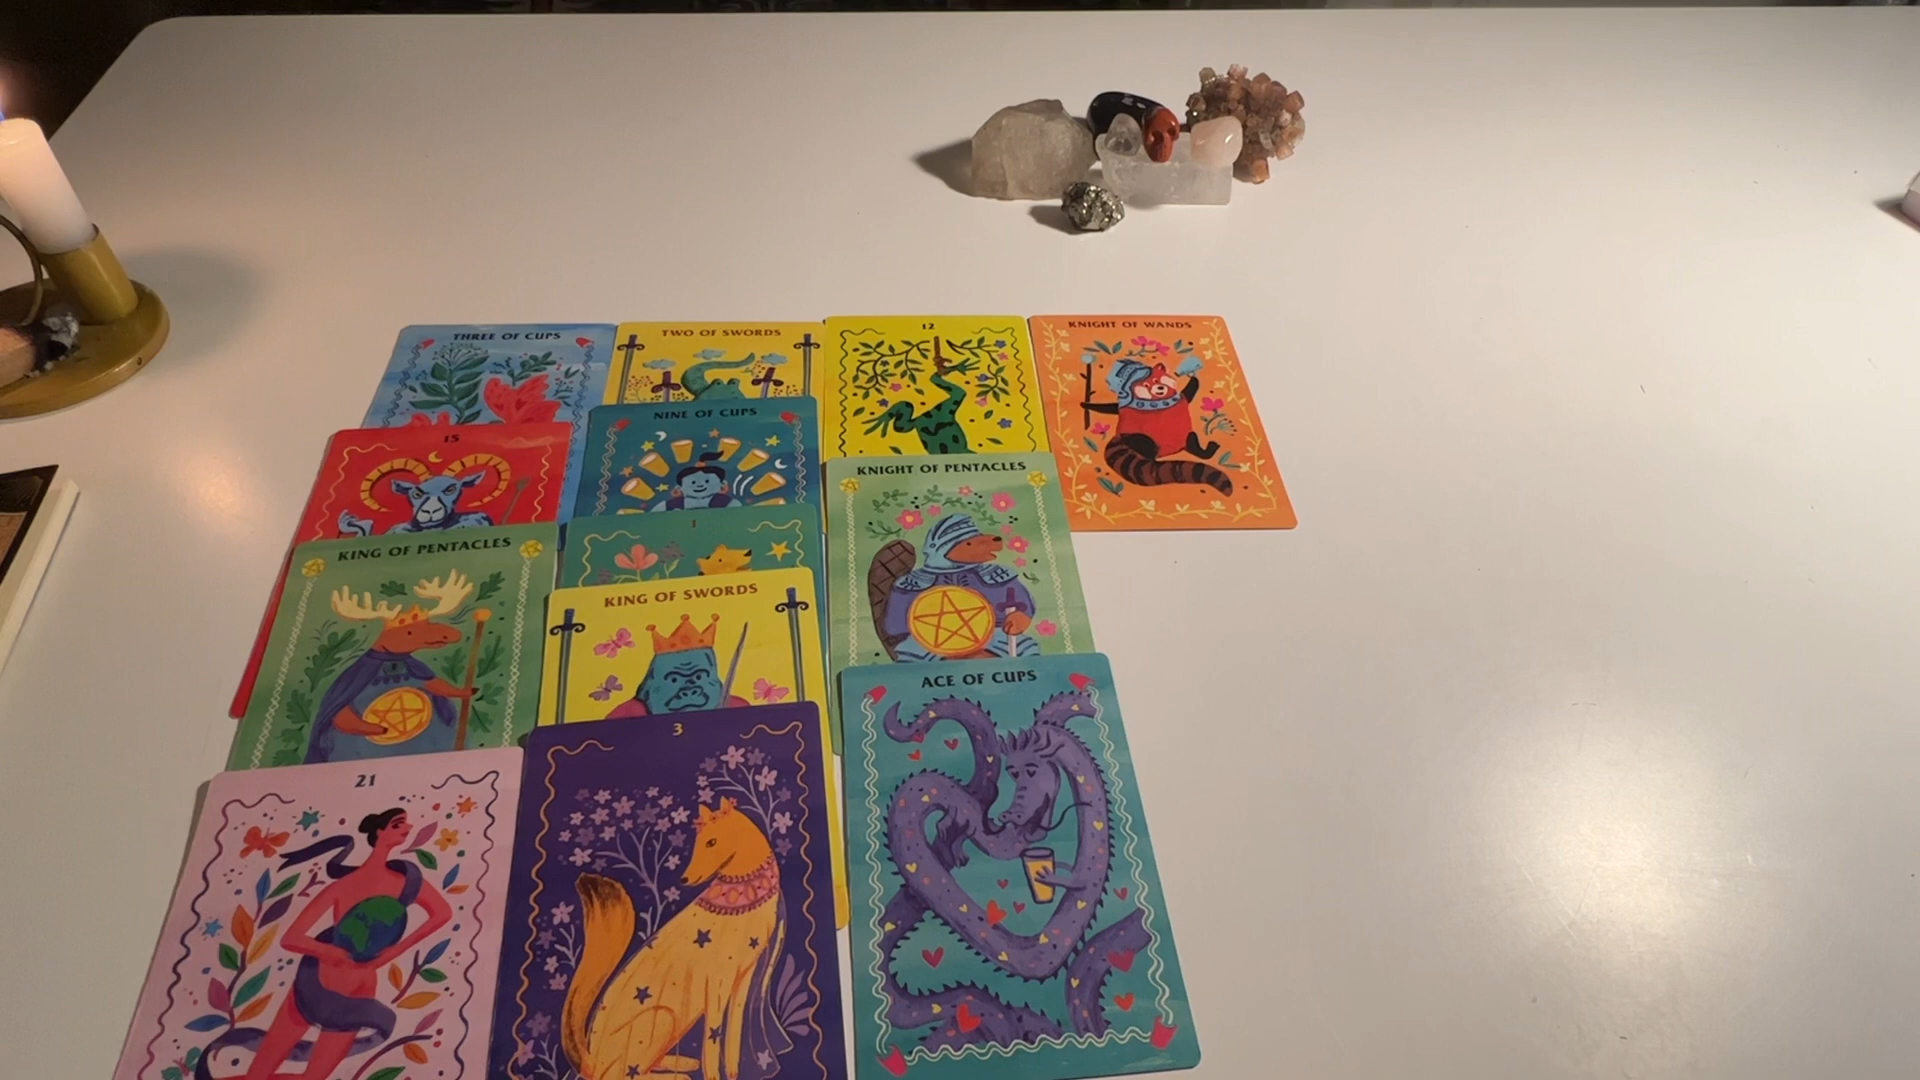 THREE OF CUPS
TWO OF SWORDS
12
KNIGHT OF WANDS
15
NINE OF CUPS
KNIGHT OF PENTACLES
KING OF PENTACLES
1
KING OF SWORDS
ACE OF CUPS
21
3